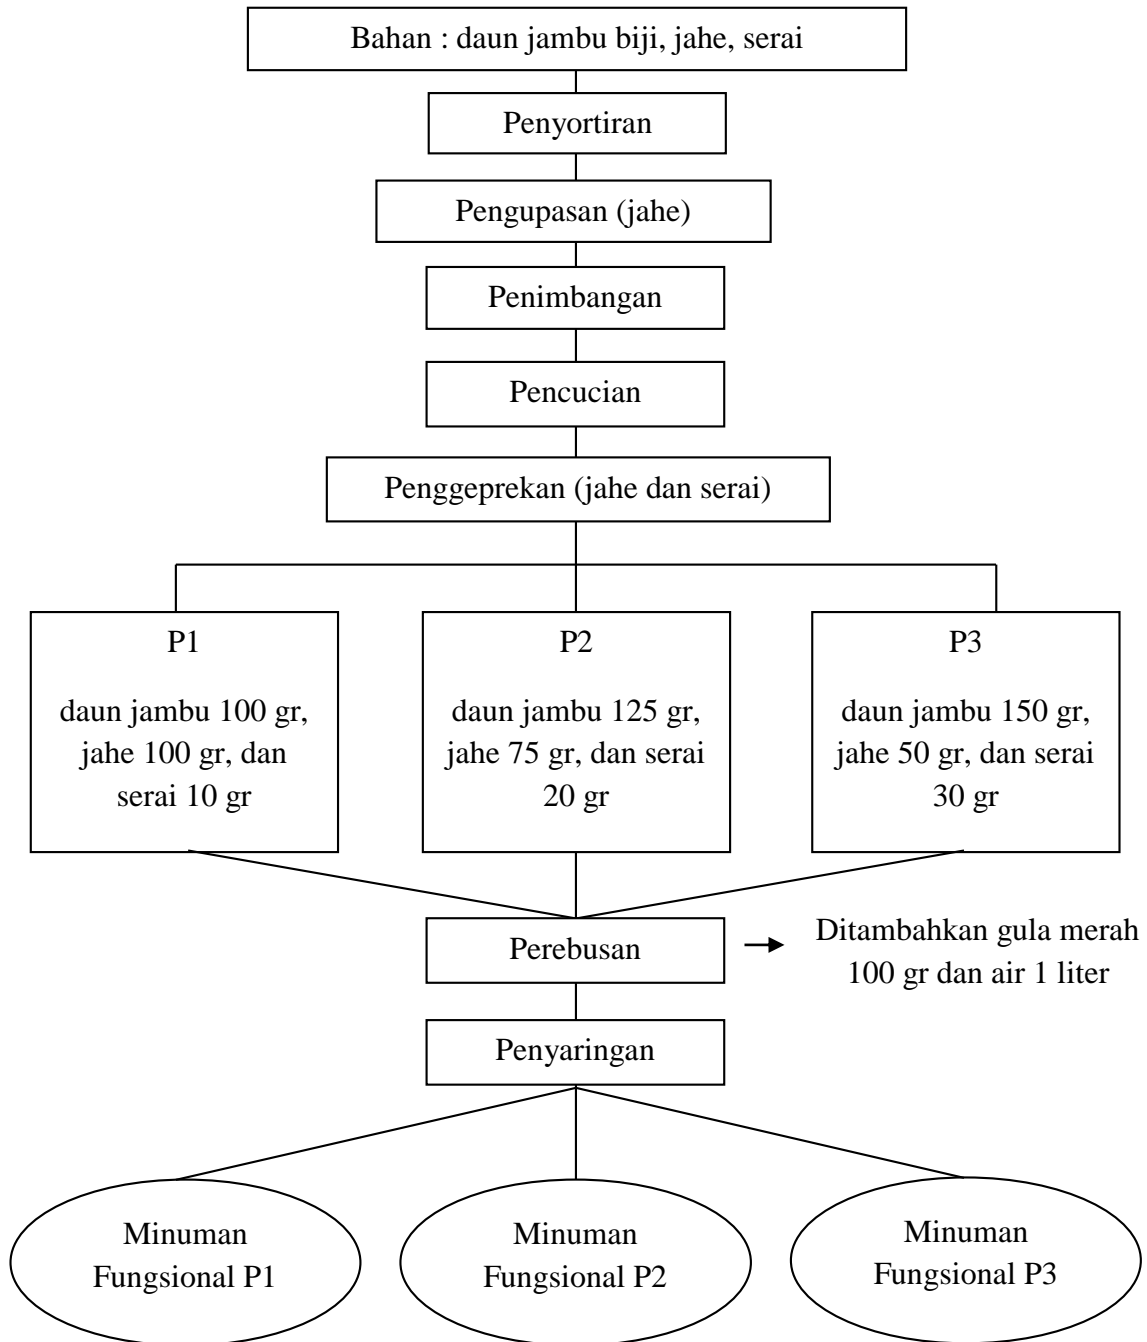 Bahan : daun jambu biji, jahe, serai
Penyortiran
Pengupasan (jahe)
Penimbangan
Pencucian
Penggeprekan (jahe dan serai)
P1
daun jambu 100 gr,
jahe 100 gr, dan
serai 10 gr
P2
daun jambu 125 gr,
jahe 75 gr, dan serai
20 gr
P3
daun jambu 150 gr,
jahe 50 gr, dan serai
30 gr
Perebusan
Ditambahkan gula merah
100 gr dan air 1 liter
Penyaringan
Minuman
Fungsional P1
Minuman
Fungsional P2
Minuman
Fungsional P3